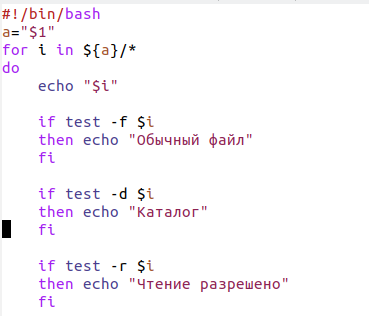 #!/bin/bash
a="$1"
for i in ${a}/*
do
    echo "$i"

    if test -f $i
    then echo "Обычный файл"
    fi

    if test -d $i
    then echo "Каталог"
    fi

    if test -r $i
    then echo "Чтение разрешено"
    fi